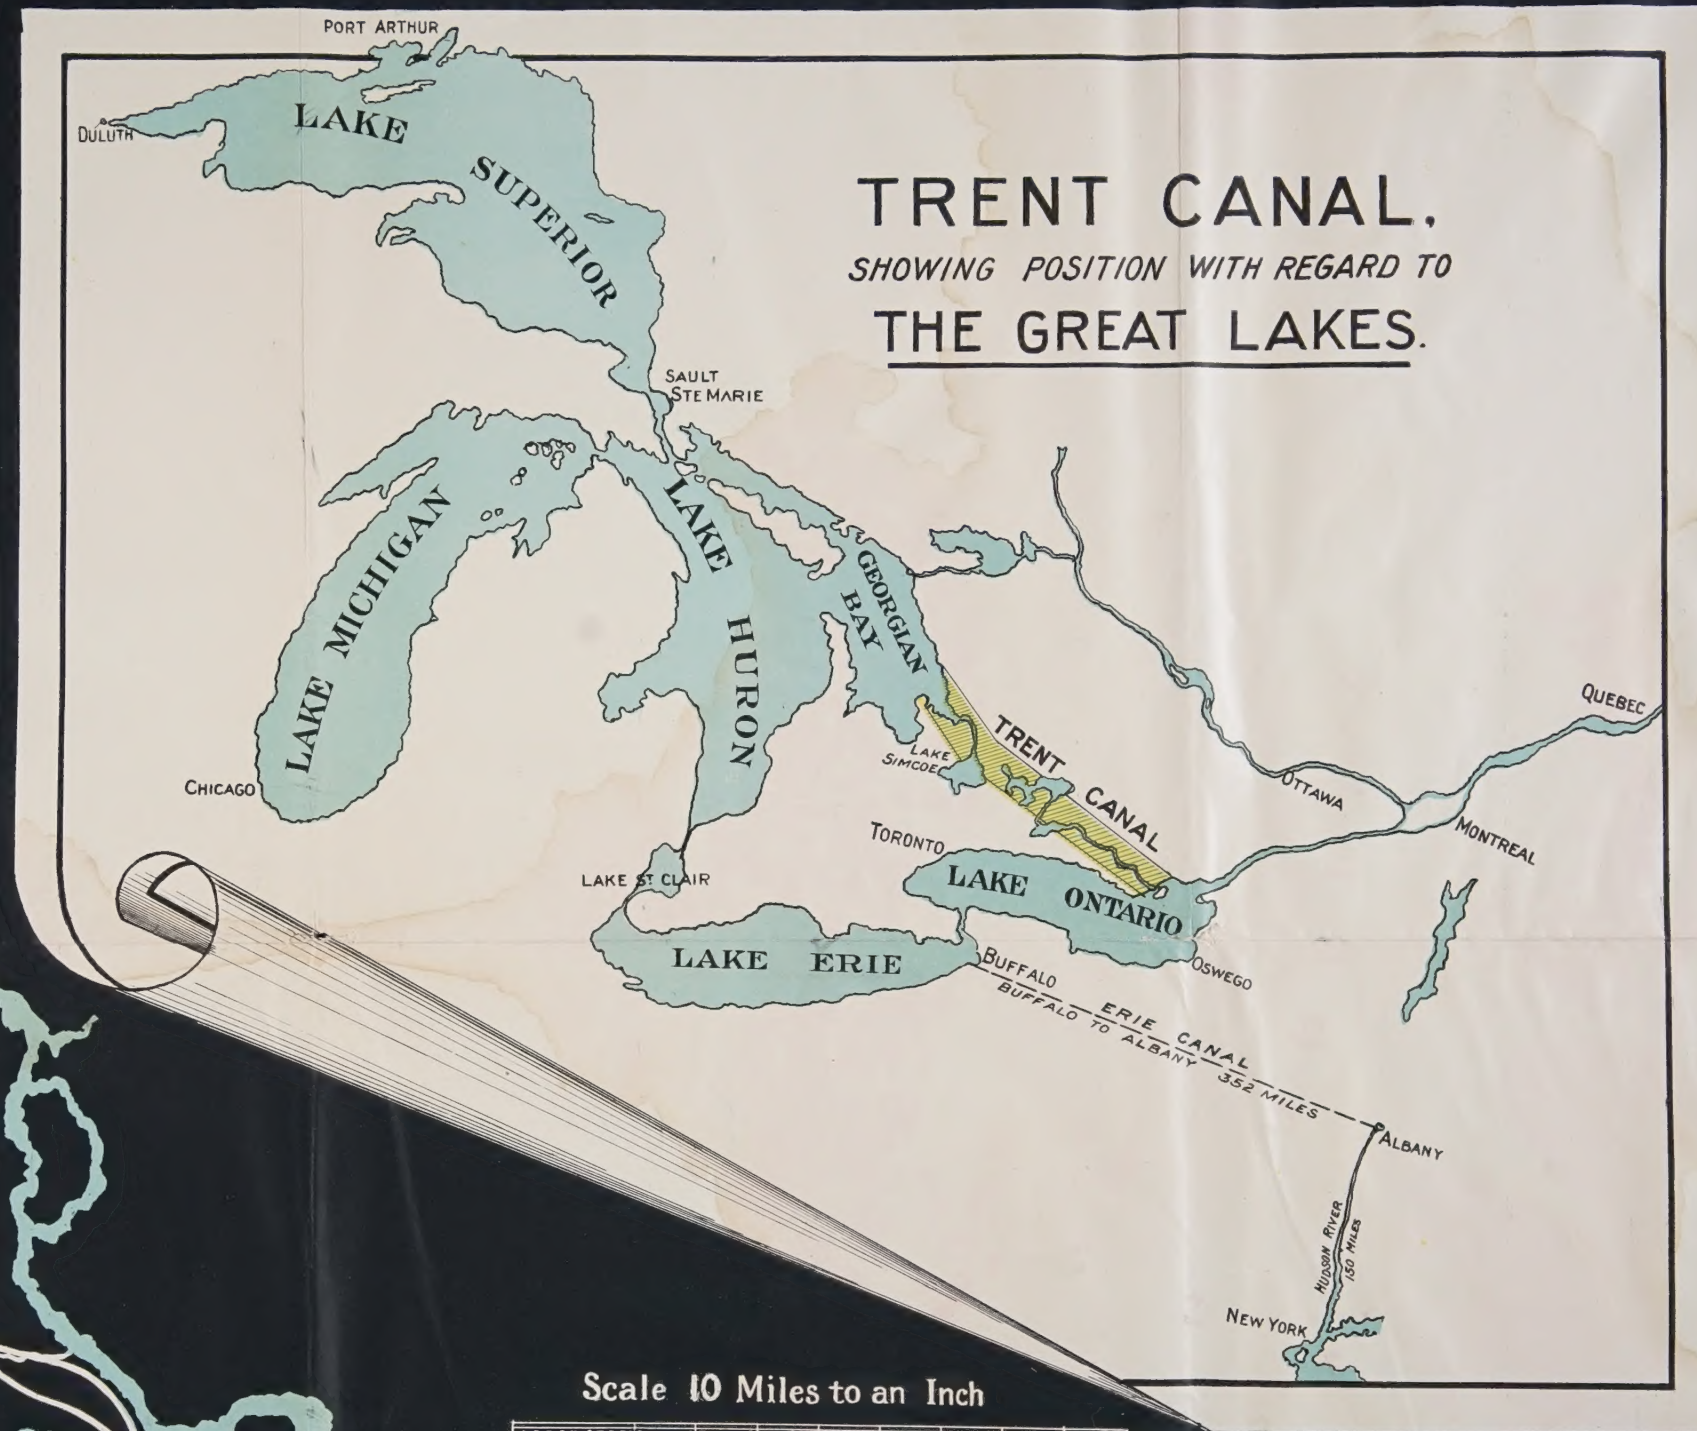 PORT ARTHUR
DULUTH
LAKE
SUPERIOR
TRENT CANAL,
SHOWING POSITION WITH REGARD TO
THE GREAT LAKES.
SAULT
STE MARIE
LAKE MICHIGAN
LAKE
HURON
GEORGIAN
BAY
CHICAGO
LAKE
SIMCOE
TRENT
CANAL
QUEBEC
OTTAWA
MONTREAL
TORONTO
LAKE ONTARIO
LAKE ST CLAIR
LAKE ERIE
BUFFALO
OSWEGO
ERIE CANAL
BUFFALO TO ALBANY 352 MILES
ALBANY
HUDSON RIVER
150 MILES
NEW YORK
Scale 10 Miles to an Inch